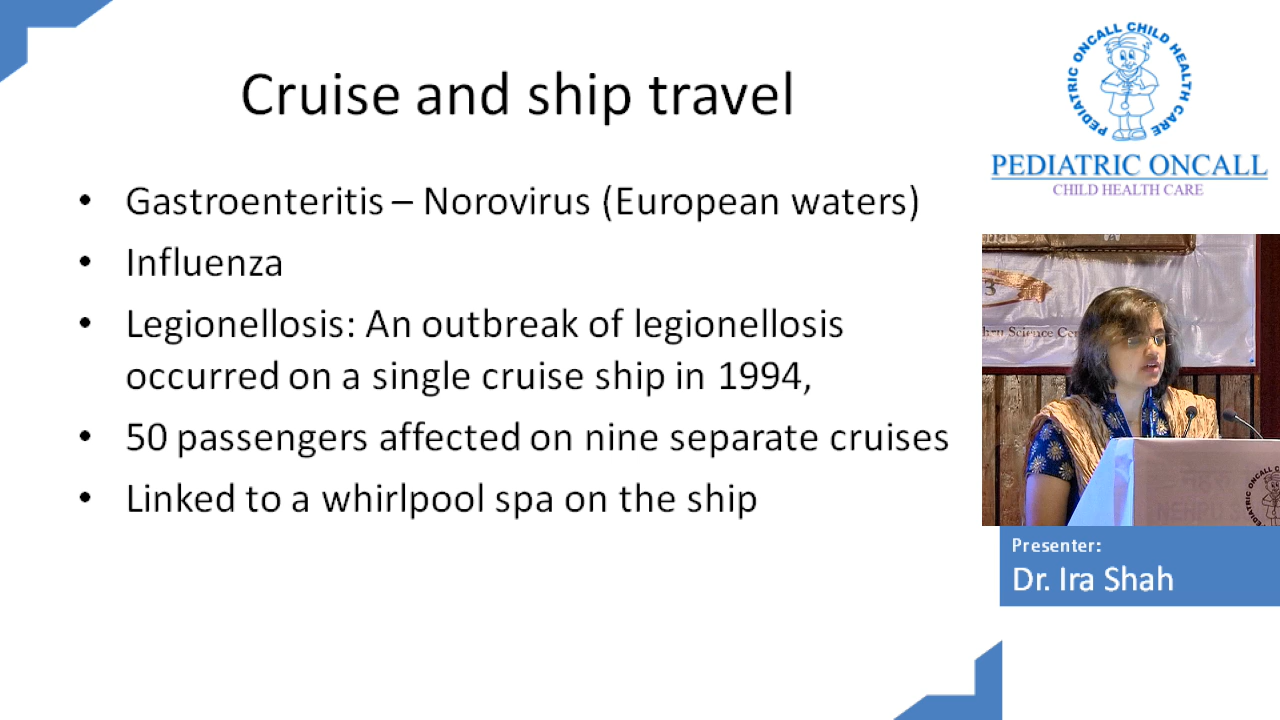 Cruise and ship travel
• Gastroenteritis – Norovirus (European waters)
• Influenza
• Legionellosis: An outbreak of legionellosis
occurred on a single cruise ship in 1994,
• 50 passengers affected on nine separate cruises
• Linked to a whirlpool spa on the ship
PEDIATRIC ONCALL CHILD HEALTH CARE
PEDIATRIC ONCALL
CHILD HEALTH CARE
Science
Presenter:
Dr. Ira Shah